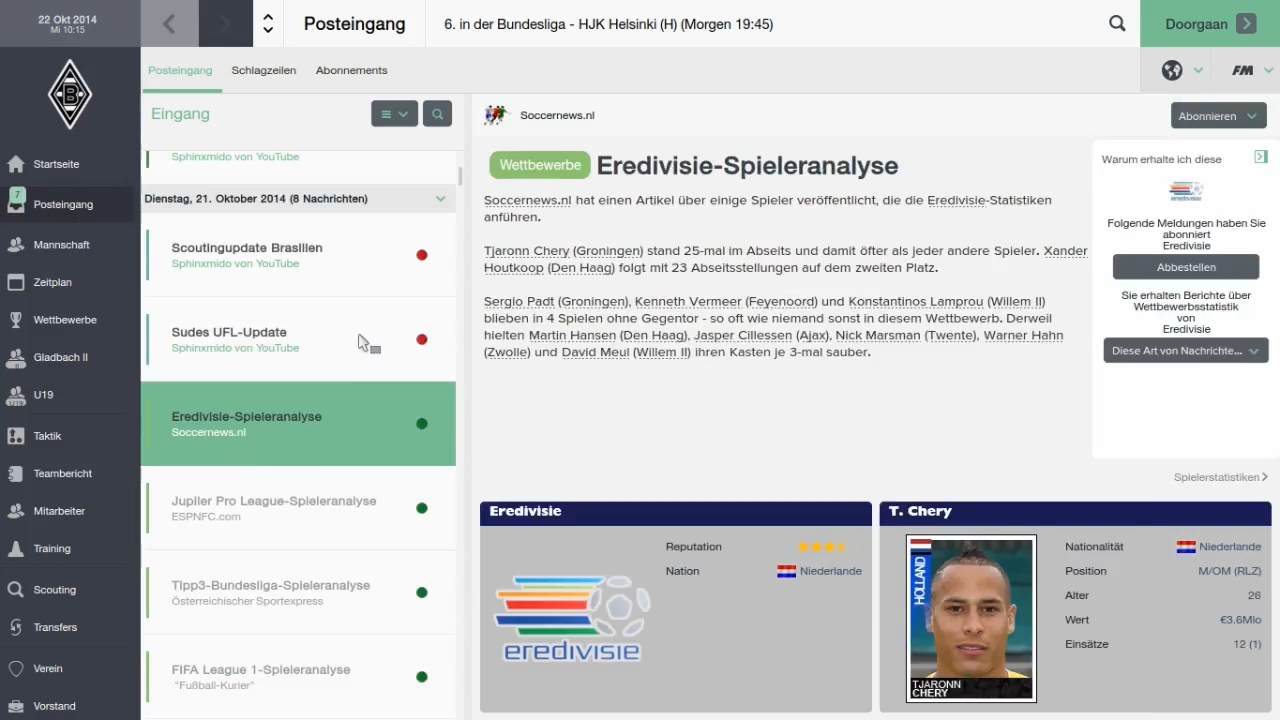 22 Okt 2014
Mi 10:15
Posteingang
6. in der Bundesliga - HJK Helsinki (H) (Morgen 19:45)
Doorgaan
Posteingang
Schlagzeilen
Abonnements
FM
B
Startseite
7
Posteingang
Mannschaft
Zeitplan
Wettbewerbe
Gladbach II
U19
Taktik
Teambericht
Mitarbeiter
Training
Scouting
Transfers
Verein
Vorstand
Eingang
Sphinxmido von YouTube
Dienstag, 21. Oktober 2014 (8 Nachrichten)
Scoutingupdate Brasilien
Sphinxmido von YouTube
Sudes UFL-Update
Sphinxmido von YouTube
Eredivisie-Spieleranalyse
Soccernews.nl
Jupiler Pro League-Spieleranalyse
ESPNFC.com
Tipp3-Bundesliga-Spieleranalyse
Österreichischer Sportexpress
FIFA League 1-Spieleranalyse
"Fußball-Kurier"
Soccernews.nl
Abonnieren
Wettbewerbe Eredivisie-Spieleranalyse
Soccernews.nl hat einen Artikel über einige Spieler veröffentlicht, die die Eredivisie-Statistiken
anführen.
Tjaronn Chery (Groningen) stand 25-mal im Abseits und damit öfter als jeder andere Spieler. Xander
Houtkoop (Den Haag) folgt mit 23 Abseitsstellungen auf dem zweiten Platz.
Sergio Padt (Groningen), Kenneth Vermeer (Feyenoord) und Konstantinos Lamprou (Willem II)
blieben in 4 Spielen ohne Gegentor - so oft wie niemand sonst in diesem Wettbewerb. Derweil
hielten Martin Hansen (Den Haag), Jasper Cillessen (Ajax), Nick Marsman (Twente), Warner Hahn
(Zwolle) und David Meul (Willem II) ihren Kasten je 3-mal sauber.
Warum erhalte ich diese
eredivisie
Folgende Meldungen haben Sie
abonniert
Eredivisie
Abbestellen
Sie erhalten Berichte über
Wettbewerbsstatistik
von
Eredivisie
Diese Art von Nachrichte...
Spielerstatistiken
Eredivisie
eredivisie
Reputation
Nation Niederlande
T. Chery
HOLLAND
TJARONN
CHERY
Nationalität Niederlande
Position M/OM (RLZ)
Alter 26
Wert €3.6Mio
Einsätze 12 (1)